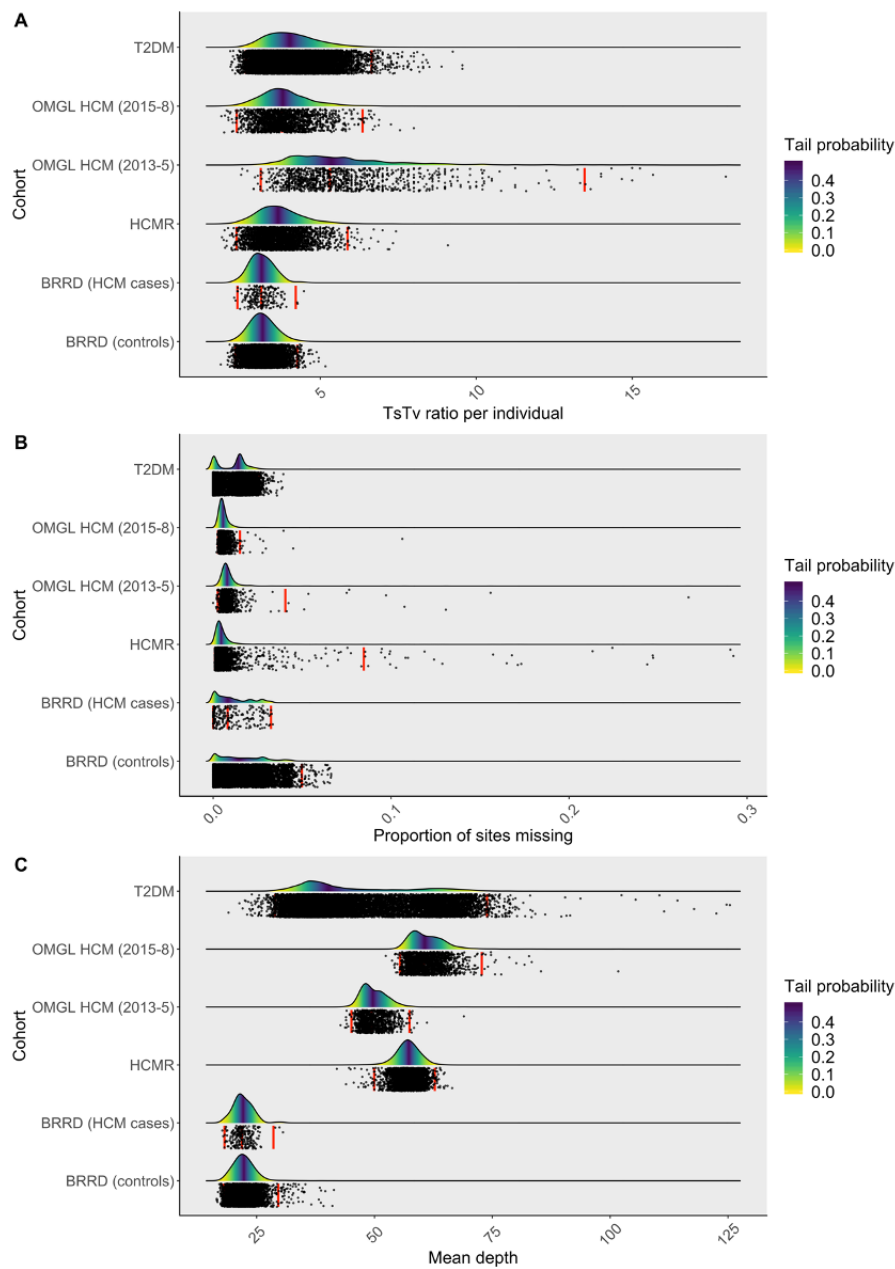 A
T2DM
OMGL HCM (2015-8)
OMGL HCM (2013-5)
HCMR
BRRD (HCM cases)
BRRD (controls)
Cohort
5
10
15
TsTv ratio per individual
Tail probability
0.4
0.3
0.2
0.1
0.0
B
T2DM
OMGL HCM (2015-8)
OMGL HCM (2013-5)
HCMR
BRRD (HCM cases)
BRRD (controls)
Cohort
0.0
0.1
0.2
0.3
Proportion of sites missing
Tail probability
0.4
0.3
0.2
0.1
0.0
C
T2DM
OMGL HCM (2015-8)
OMGL HCM (2013-5)
HCMR
BRRD (HCM cases)
BRRD (controls)
Cohort
25
50
75
100
125
Mean depth
Tail probability
0.4
0.3
0.2
0.1
0.0